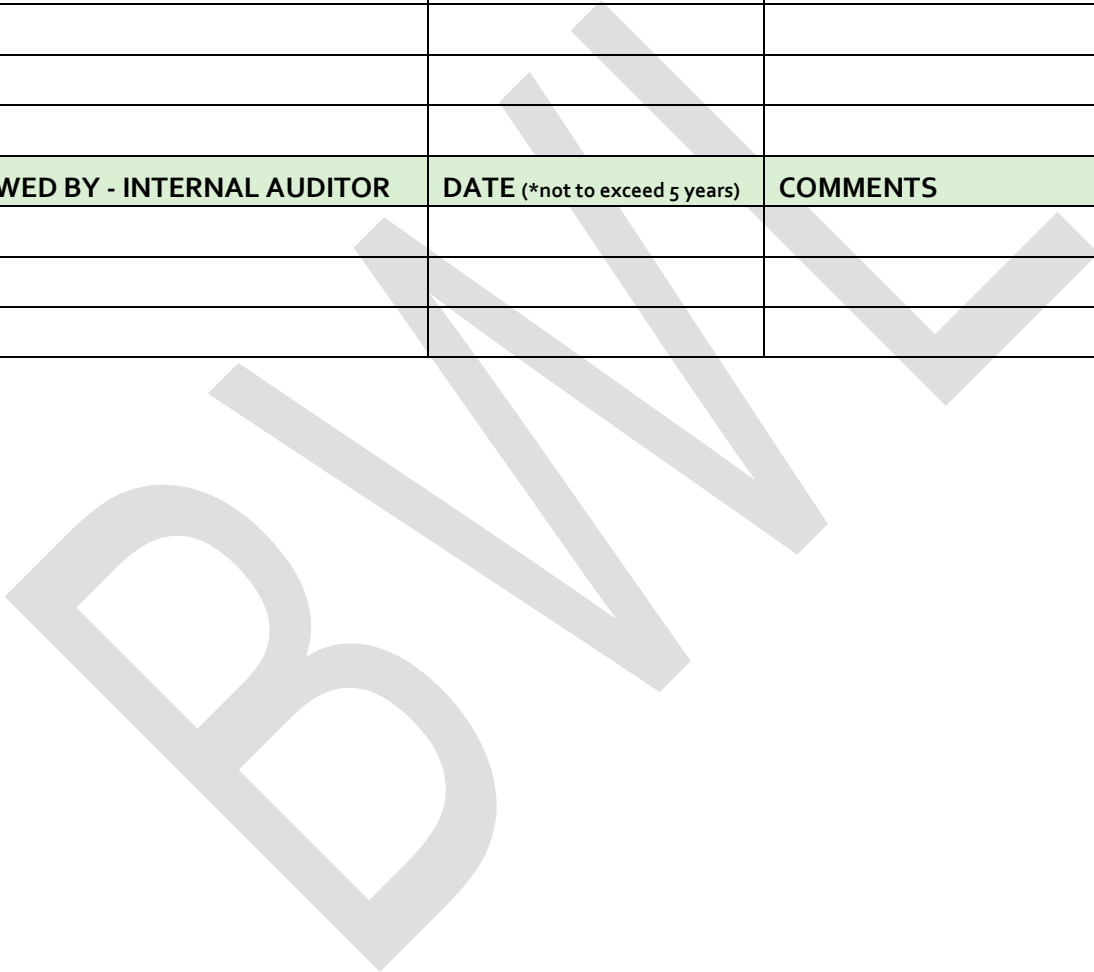 WED BY - INTERNAL AUDITOR DATE (*not to exceed 5 years) COMMENTS
BWL